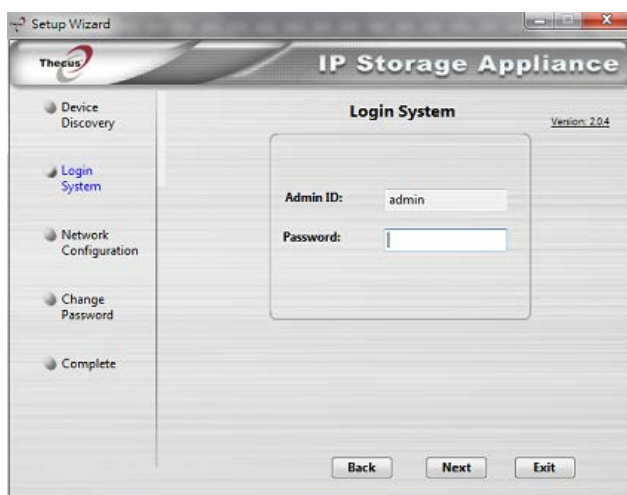 Setup Wizard
Thecus
IP Storage Appliance
Device
Discovery
Login
System
Network
Configuration
Change
Password
Complete
Login System
Version: 2.0.4
Admin ID:
admin
Password:
Back
Next
Exit